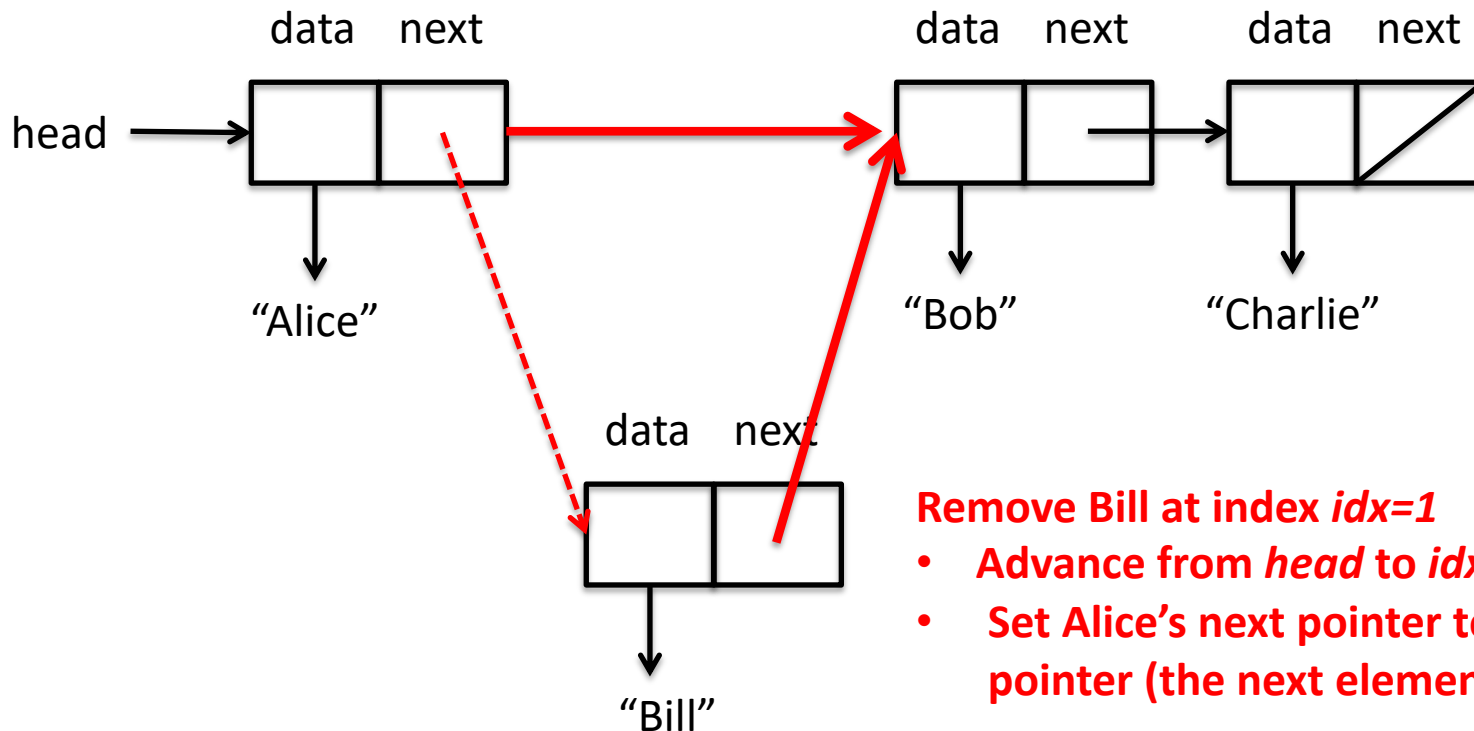 data next data next data next
head
“Alice” “Bob” “Charlie”
data next
Remove Bill at index idx=1
• Advance from head to
• Set Alice’s next pointer
pointer (the next
“Bill”